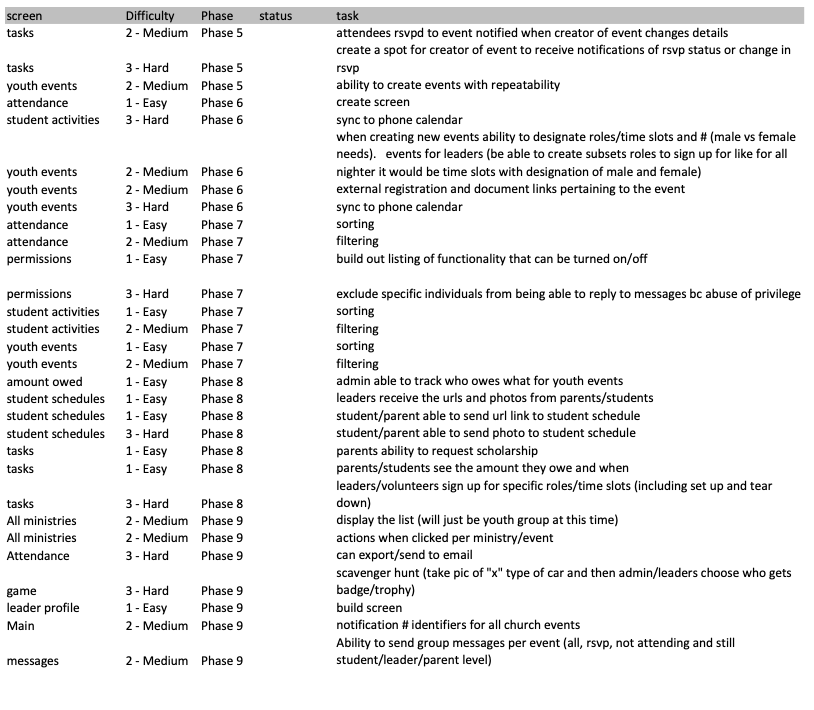 screen Difficulty Phase status task
tasks 2 - Medium Phase 5 attendees rsvpd to event notified when creator of event changes details
create a spot for creator of event to receive notifications of rsvp status or change in
tasks 3 - Hard Phase 5 rsvp
youth events 2 - Medium Phase 5 ability to create events with repeatability
attendance 1 - Easy Phase 6 create screen
student activities 3 - Hard Phase 6 sync to phone calendar
when creating new events ability to designate roles/time slots and # (male vs female
needs).   events for leaders (be able to create subsets roles to sign up for like for all
youth events 2 - Medium Phase 6 nighter it would be time slots with designation of male and female)
youth events 2 - Medium Phase 6 external registration and document links pertaining to the event
youth events 3 - Hard Phase 6 sync to phone calendar
attendance 1 - Easy Phase 7 sorting
attendance 2 - Medium Phase 7 filtering
permissions 1 - Easy Phase 7 build out listing of functionality that can be turned on/off
permissions 3 - Hard Phase 7 exclude specific individuals from being able to reply to messages bc abuse of privilege
student activities 1 - Easy Phase 7 sorting
student activities 2 - Medium Phase 7 filtering
youth events 1 - Easy Phase 7 sorting
youth events 2 - Medium Phase 7 filtering
amount owed 1 - Easy Phase 8 admin able to track who owes what for youth events
student schedules 1 - Easy Phase 8 leaders receive the urls and photos from parents/students
student schedules 1 - Easy Phase 8 student/parent able to send url link to student schedule
student schedules 3 - Hard Phase 8 student/parent able to send photo to student schedule
tasks 1 - Easy Phase 8 parents ability to request scholarship
tasks 1 - Easy Phase 8 parents/students see the amount they owe and when
leaders/volunteers sign up for specific roles/time slots (including set up and tear
tasks 3 - Hard Phase 8 down)
All ministries 2 - Medium Phase 9 display the list (will just be youth group at this time)
All ministries 2 - Medium Phase 9 actions when clicked per ministry/event
Attendance 3 - Hard Phase 9 can export/send to email
scavenger hunt (take pic of "x" type of car and then admin/leaders choose who gets
game 3 - Hard Phase 9 badge/trophy)
leader profile 1 - Easy Phase 9 build screen
Main 2 - Medium Phase 9 notification # identifiers for all church events
Ability to send group messages per event (all, rsvp, not attending and still
messages 2 - Medium Phase 9 student/leader/parent level)